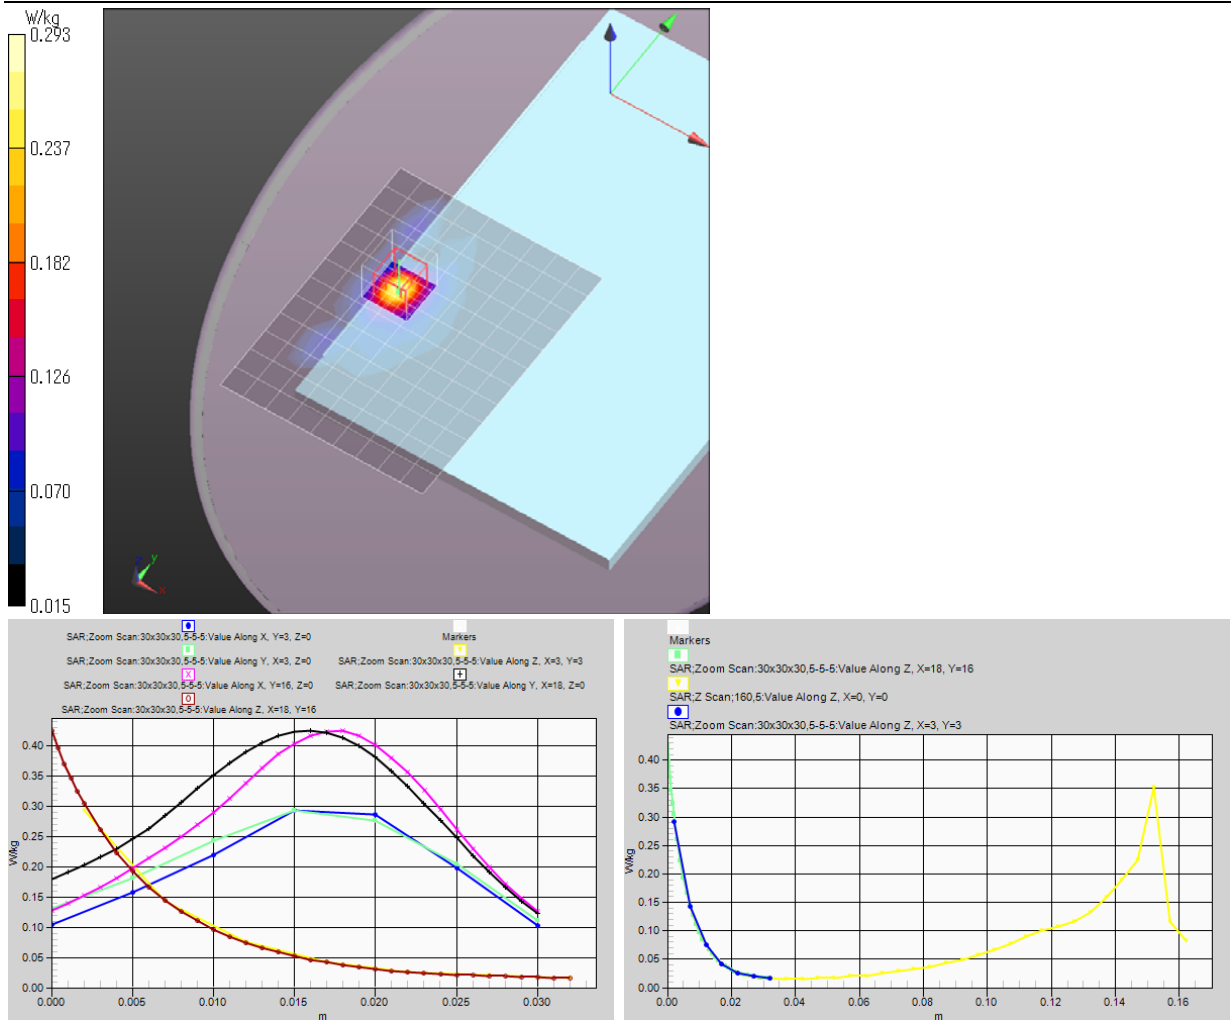 W/kg
0.293
0.237
0.182
0.126
0.070
0.015
y
x
SAR;Zoom Scan:30x30x30,5-5-5:Value Along X, Y=3, Z=0
Markers
SAR;Zoom Scan:30x30x30,5-5-5:Value Along Y, X=3, Z=0
SAR;Zoom Scan:30x30x30,5-5-5:Value Along Z, X=3, Y=3
SAR;Zoom Scan:30x30x30,5-5-5:Value Along X, Y=16, Z=0
SAR;Zoom Scan:30x30x30,5-5-5:Value Along Y, X=18, Z=0
SAR;Zoom Scan:30x30x30,5-5-5:Value Along Z, X=18, Y=16
0.40
0.35
0.30
0.25
0.20
0.15
0.10
0.05
0.00
W/kg
0.000 0.005 0.010 0.015 0.020 0.025 0.030
m
Markers
SAR;Zoom Scan:30x30x30,5-5-5:Value Along Z, X=18, Y=16
SAR;Z Scan;160,5:Value Along Z, X=0, Y=0
SAR;Zoom Scan:30x30x30,5-5-5:Value Along Z, X=3, Y=3
0.40
0.35
0.30
0.25
0.20
0.15
0.10
0.05
0.00
W/kg
0.00 0.02 0.04 0.06 0.08 0.10 0.12 0.14 0.16
m